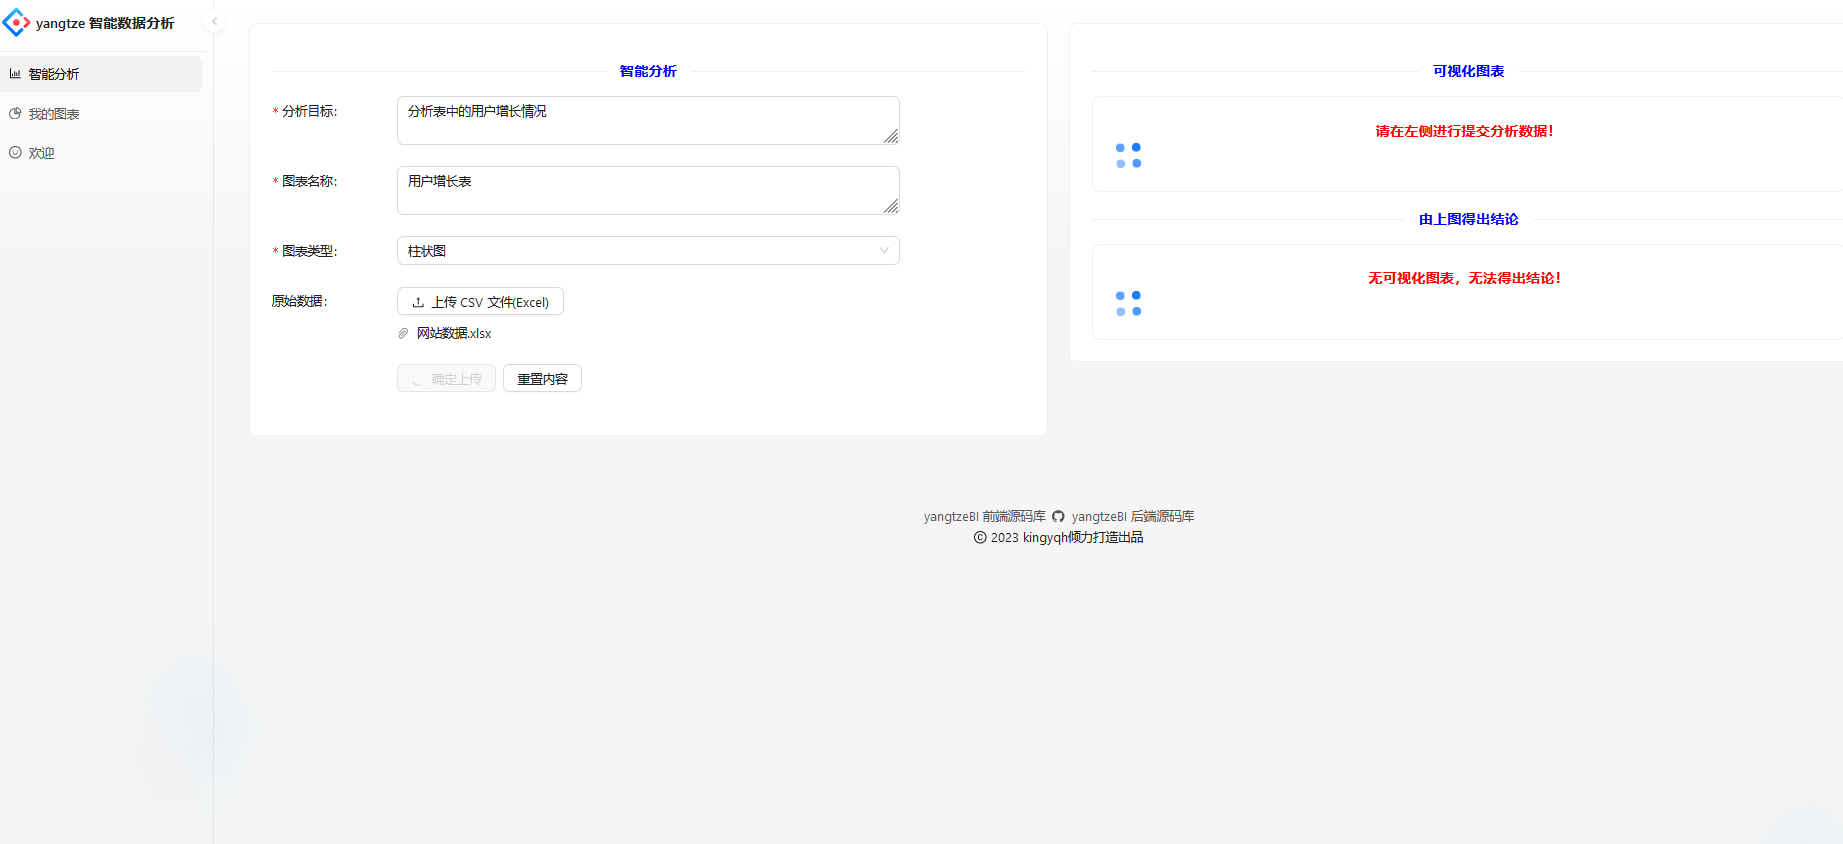 yangtze 智能数据分析
智能分析
我的图表
欢迎
智能分析
* 分析目标:
分析表中的用户增长情况
* 图表名称:
用户增长表
* 图表类型:
柱状图
原始数据:
上传 CSV 文件(Excel)
网站数据.xlsx
确定上传 重置内容
可视化图表
请在左侧进行提交分析数据！
由上图得出结论
无可视化图表，无法得出结论！
yangtzeBI 前端源码库 yangtzeBI 后端源码库
© 2023 kingyqh倾力打造出品